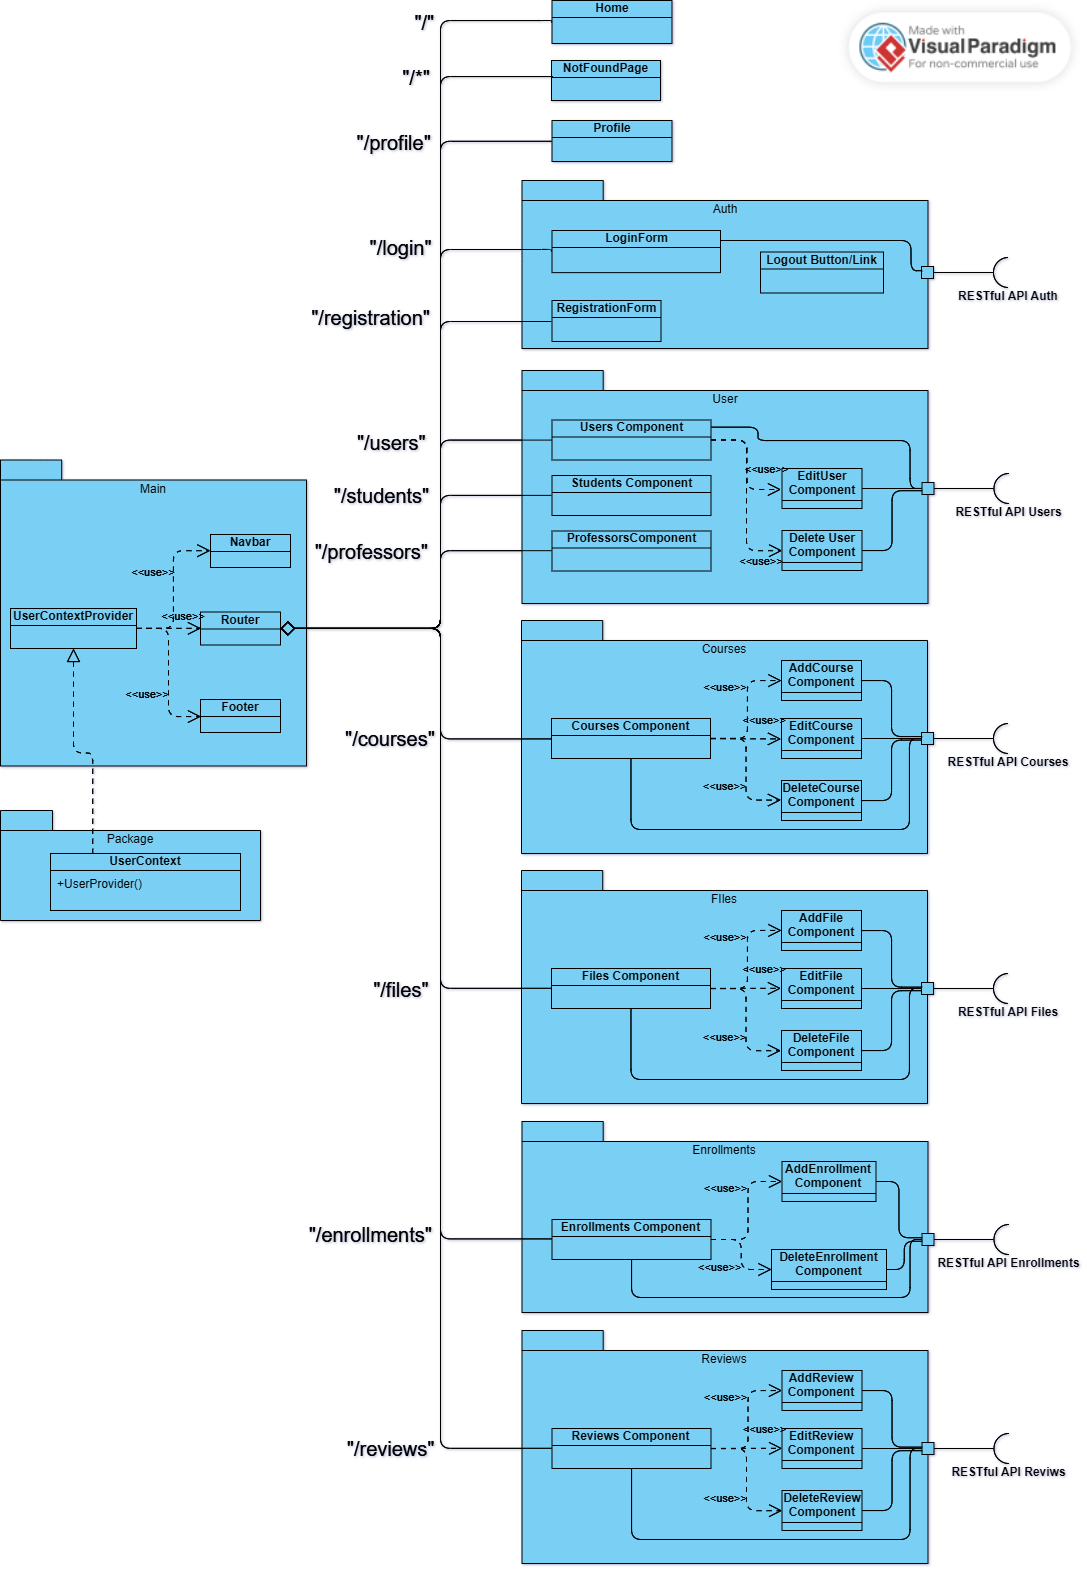 "/"
Home
Made with
Visual Paradigm
For non-commercial use
"/*"
NotFoundPage
"/profile"
Profile
Auth
"/login"
LoginForm
Logout Button/Link
RESTful API Auth
"/registration"
RegistrationForm
User
"/users"
Users Component
<<use>>
EditUser
Component
"/students"
Students Component
RESTful API Users
"/professors"
ProfessorsComponent
Delete User
Component
<<use>>
Main
Navbar
<<use>>
UserContextProvider
<<use>>
Router
<<use>>
Footer
Package
UserContext
+UserProvider()
Courses
AddCourse
Component
<<use>>
"/courses"
Courses Component
<<use>>
EditCourse
Component
RESTful API Courses
<<use>>
DeleteCourse
Component
FIles
AddFile
Component
<<use>>
"/files"
Files Component
<<use>>
EditFile
Component
RESTful API Files
<<use>>
DeleteFile
Component
Enrollments
AddEnrollment
Component
<<use>>
"/enrollments"
Enrollments Component
<<use>>
DeleteEnrollment
Component
RESTful API Enrollments
Reviews
AddReview
Component
<<use>>
"/reviews"
Reviews Component
<<use>>
EditReview
Component
RESTful API Reviws
<<use>>
DeleteReview
Component